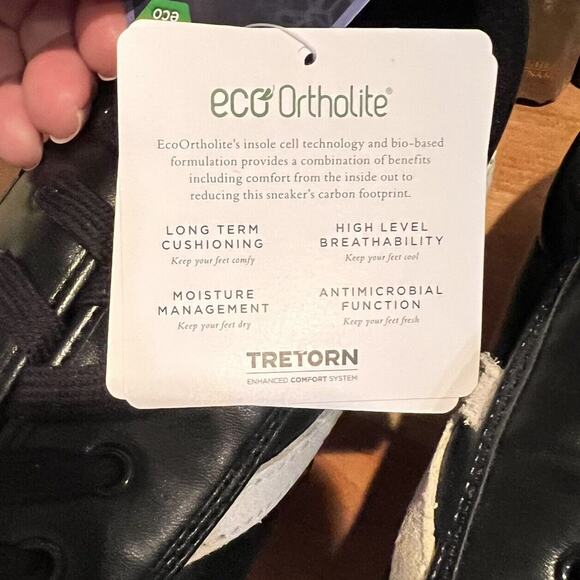 eco
eco Ortholite®
EcoOrtholite's insole cell technology and bio-based
formulation provides a combination of benefits
including comfort from the inside out to
reducing this sneaker's carbon footprint.
LONG TERM
CUSHIONING
Keep your feet comfy
HIGH LEVEL
BREATHABILITY
Keep your feet cool
MOISTURE
MANAGEMENT
Keep your feet dry
ANTIMICROBIAL
FUNCTION
Keep your feet fresh
TRETORN
ENHANCED COMFORT SYSTEM